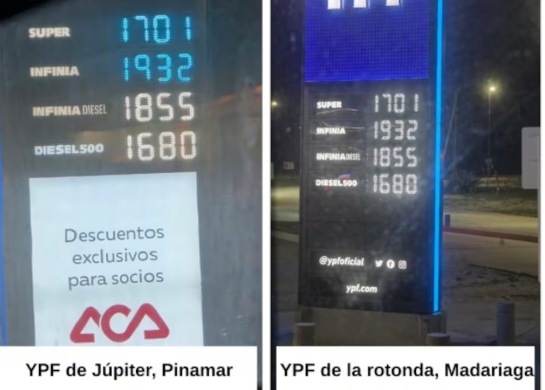 SUPER 1701
INFINIA 1932
INFINIA DIESEL 1855
DIESEL500 1680
Descuentos
exclusivos
para socios
ACA
YPF de Júpiter, Pinamar
SUPER 1701
INFINIA 1932
INFINIA DIESEL 1855
DIESEL500 1680
@ypfoficial
ypf.com
YPF de la rotonda, Madariaga